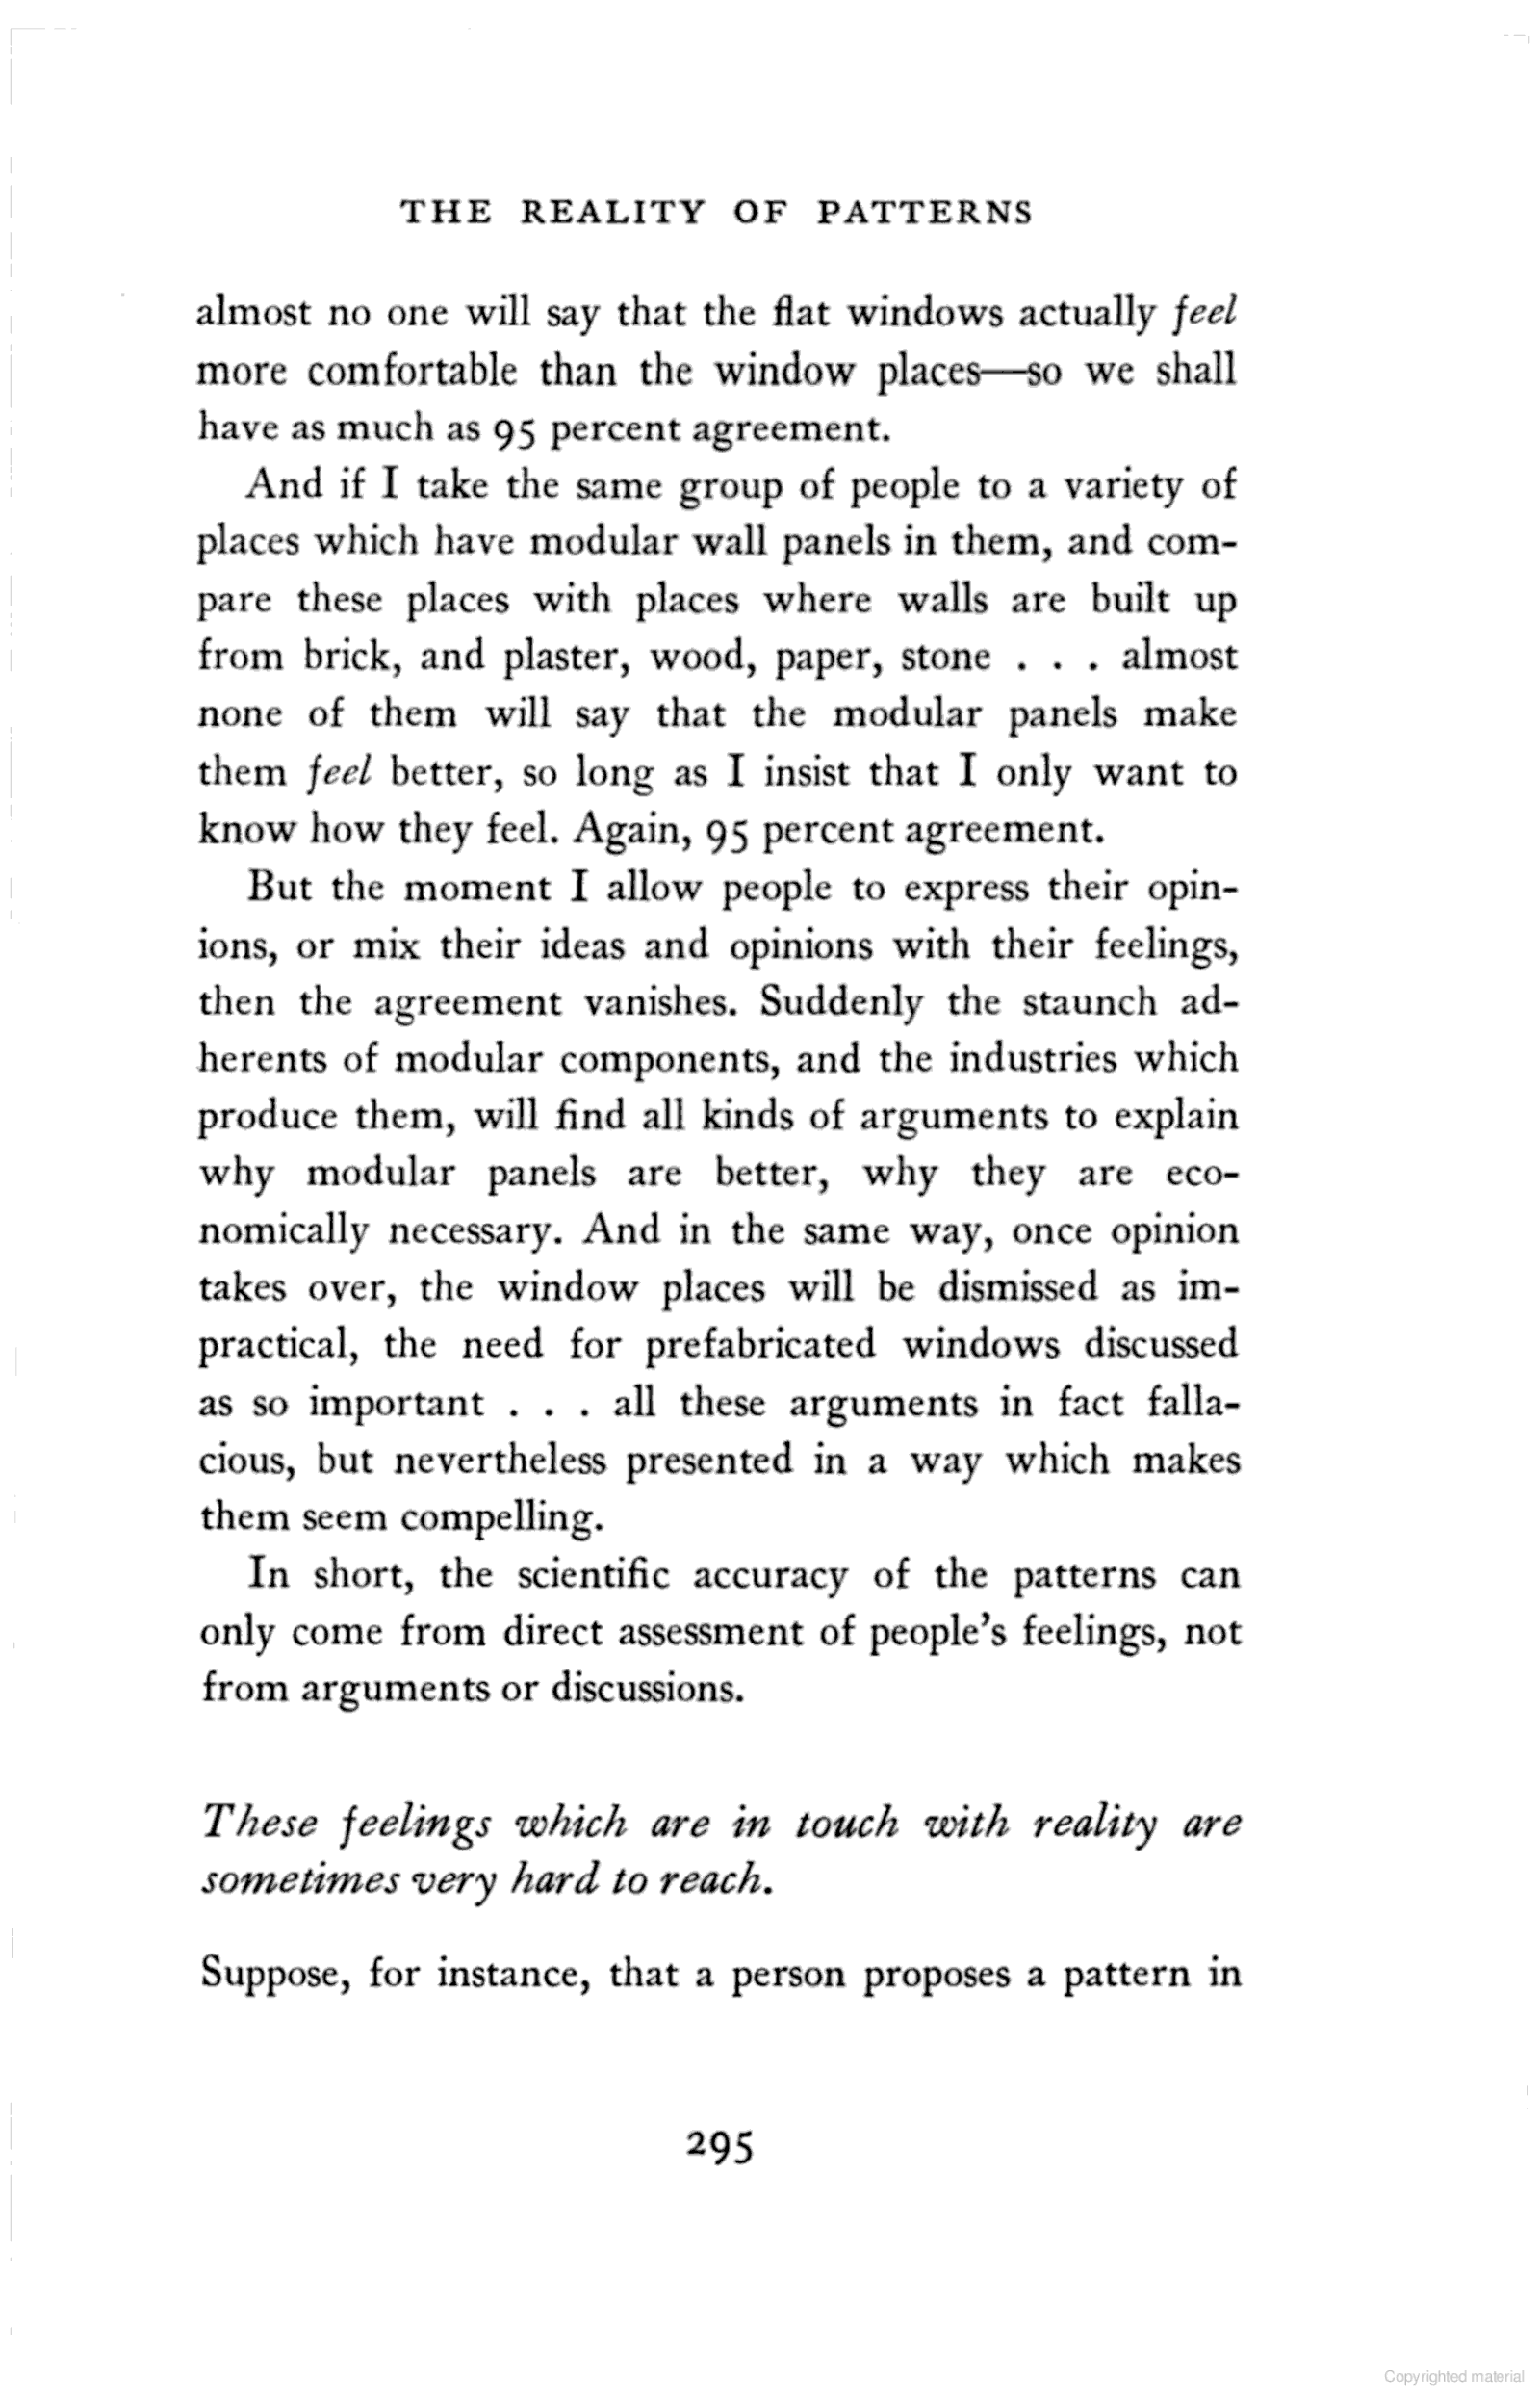 THE REALITY OF PATTERNS
almost no one will say that the flat windows actually feel
more comfortable than the window places—so we shall
have as much as 95 percent agreement.
And if I take the same group of people to a variety of
places which have modular wall panels in them, and com-
pare these places with places where walls are built up
from brick, and plaster, wood, paper, stone . . . almost
none of them will say that the modular panels make
them feel better, so long as I insist that I only want to
know how they feel. Again, 95 percent agreement.
But the moment I allow people to express their opin-
ions, or mix their ideas and opinions with their feelings,
then the agreement vanishes. Suddenly the staunch ad-
herents of modular components, and the industries which
produce them, will find all kinds of arguments to explain
why modular panels are better, why they are eco-
nomically necessary. And in the same way, once opinion
takes over, the window places will be dismissed as im-
practical, the need for prefabricated windows discussed
as so important . . . all these arguments in fact falla-
cious, but nevertheless presented in a way which makes
them seem compelling.
In short, the scientific accuracy of the patterns can
only come from direct assessment of people's feelings, not
from arguments or discussions.
These feelings which are in touch with reality are
sometimes very hard to reach.
Suppose, for instance, that a person proposes a pattern in
295
Copyrighted material